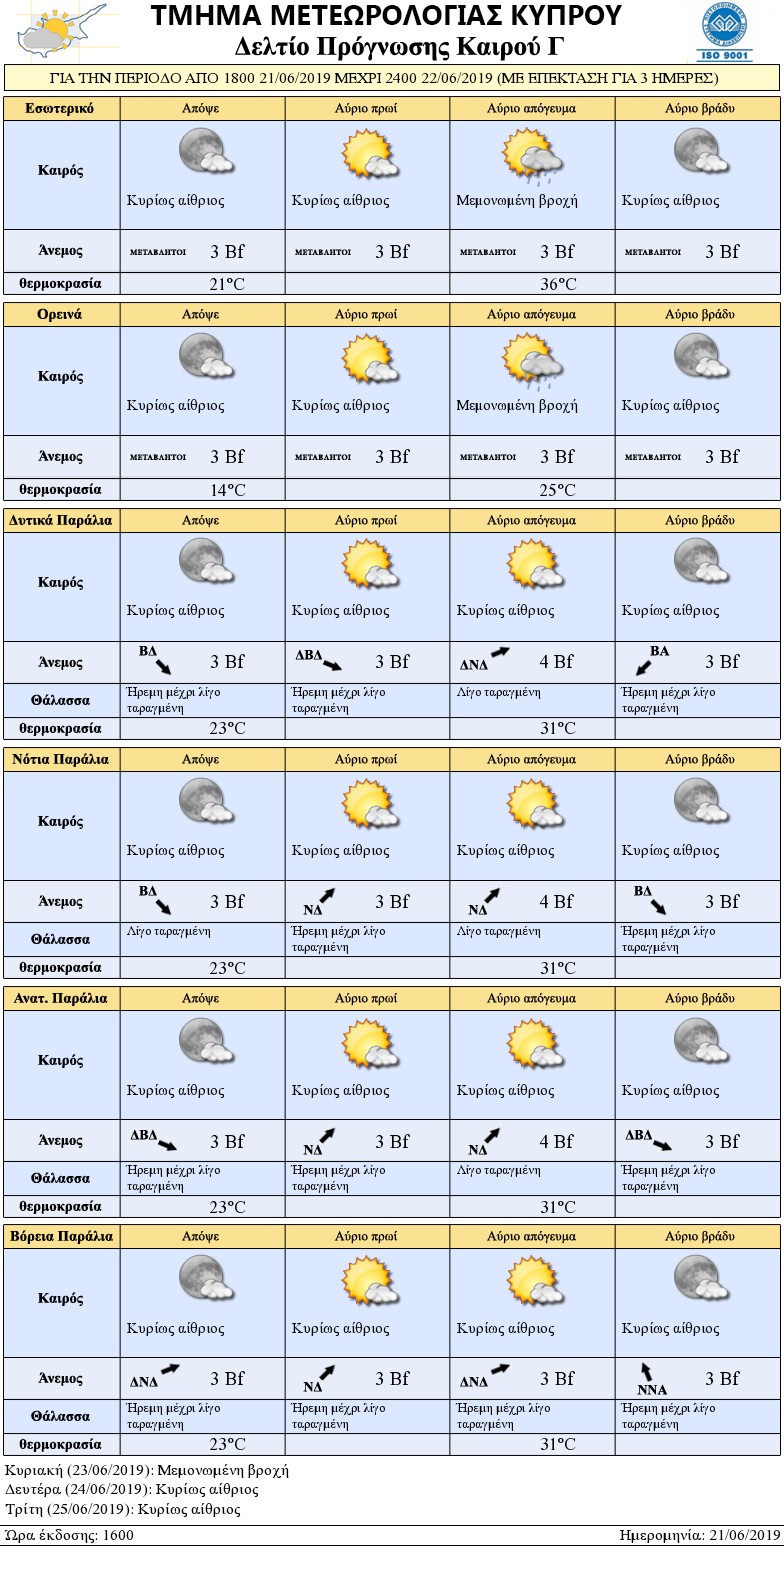 ΤΜΗΜΑ ΜΕΤΕΩΡΟΛΟΓΙΑΣ ΚΥΠΡΟΥ
Δελτίο Πρόγνωσης Καιρού Γ
ISO 9001
ΓΙΑ ΤΗΝ ΠΕΡΙΟΔΟ ΑΠΟ 1800 21/06/2019 ΜΕΧΡΙ 2400 22/06/2019 (ΜΕ ΕΠΕΚΤΑΣΗ ΓΙΑ 3 ΗΜΕΡΕΣ)
Εσωτερικό Απόψε Αύριο πρωί Αύριο απόγευμα Αύριο βράδυ
Καιρός
Κυρίως αίθριος Κυρίως αίθριος Μεμονωμένη βροχή Κυρίως αίθριος
Άνεμος ΜΕΤΑΒΛΗΤΟΙ 3 Bf ΜΕΤΑΒΛΗΤΟΙ 3 Bf ΜΕΤΑΒΛΗΤΟΙ 3 Bf ΜΕΤΑΒΛΗΤΟΙ 3 Bf
θερμοκρασία 21°C 36°C
Ορεινά Απόψε Αύριο πρωί Αύριο απόγευμα Αύριο βράδυ
Καιρός
Κυρίως αίθριος Κυρίως αίθριος Μεμονωμένη βροχή Κυρίως αίθριος
Άνεμος ΜΕΤΑΒΛΗΤΟΙ 3 Bf ΜΕΤΑΒΛΗΤΟΙ 3 Bf ΜΕΤΑΒΛΗΤΟΙ 3 Bf ΜΕΤΑΒΛΗΤΟΙ 3 Bf
θερμοκρασία 14°C 25°C
Δυτικά Παράλια Απόψε Αύριο πρωί Αύριο απόγευμα Αύριο βράδυ
Καιρός
Κυρίως αίθριος Κυρίως αίθριος Κυρίως αίθριος Κυρίως αίθριος
Άνεμος ΒΔ 3 Bf ΔΒΔ 3 Bf ΔΝΔ 4 Bf ΒΑ 3 Bf
Θάλασσα Ήρεμη μέχρι λίγο ταραγμένη Ήρεμη μέχρι λίγο ταραγμένη Λίγο ταραγμένη Ήρεμη μέχρι λίγο ταραγμένη
θερμοκρασία 23°C 31°C
Νότια Παράλια Απόψε Αύριο πρωί Αύριο απόγευμα Αύριο βράδυ
Καιρός
Κυρίως αίθριος Κυρίως αίθριος Κυρίως αίθριος Κυρίως αίθριος
Άνεμος ΒΔ 3 Bf ΝΔ 3 Bf ΝΔ 4 Bf ΒΔ 3 Bf
Θάλασσα Λίγο ταραγμένη Ήρεμη μέχρι λίγο ταραγμένη Λίγο ταραγμένη Ήρεμη μέχρι λίγο ταραγμένη
θερμοκρασία 23°C 31°C
Ανατ. Παράλια Απόψε Αύριο πρωί Αύριο απόγευμα Αύριο βράδυ
Καιρός
Κυρίως αίθριος Κυρίως αίθριος Κυρίως αίθριος Κυρίως αίθριος
Άνεμος ΔΒΔ 3 Bf ΝΔ 3 Bf ΝΔ 4 Bf ΔΒΔ 3 Bf
Θάλασσα Ήρεμη μέχρι λίγο ταραγμένη Ήρεμη μέχρι λίγο ταραγμένη Λίγο ταραγμένη Ήρεμη μέχρι λίγο ταραγμένη
θερμοκρασία 23°C 31°C
Βόρεια Παράλια Απόψε Αύριο πρωί Αύριο απόγευμα Αύριο βράδυ
Καιρός
Κυρίως αίθριος Κυρίως αίθριος Κυρίως αίθριος Κυρίως αίθριος
Άνεμος ΔΝΔ 3 Bf ΝΔ 3 Bf ΔΝΔ 3 Bf ΝΝΑ 3 Bf
Θάλασσα Ήρεμη μέχρι λίγο ταραγμένη Ήρεμη μέχρι λίγο ταραγμένη Ήρεμη μέχρι λίγο ταραγμένη Ήρεμη μέχρι λίγο ταραγμένη
θερμοκρασία 23°C 31°C
Κυριακή (23/06/2019): Μεμονωμένη βροχή
Δευτέρα (24/06/2019): Κυρίως αίθριος
Τρίτη (25/06/2019): Κυρίως αίθριος
Ώρα έκδοσης: 1600 Ημερομηνία: 21/06/2019